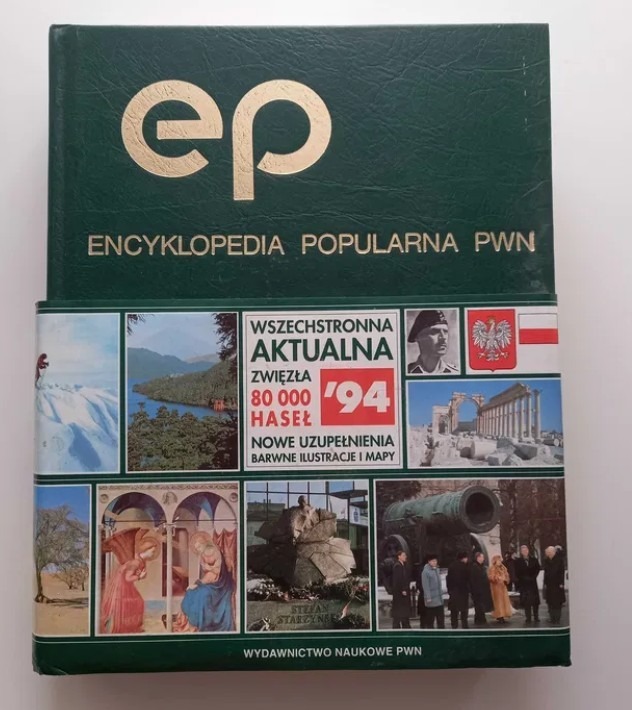 ep
ENCYKLOPEDIA POPULARNA PWN
WSZECHSTRONNA
AKTUALNA
ZWIĘZŁA
80 000
HASEŁ
'94
NOWE UZUPEŁNIENIA
BARWNE ILUSTRACJE I MAPY
STEFAN
STARZYŃSKI
WYDAWNICTWO NAUKOWE PWN